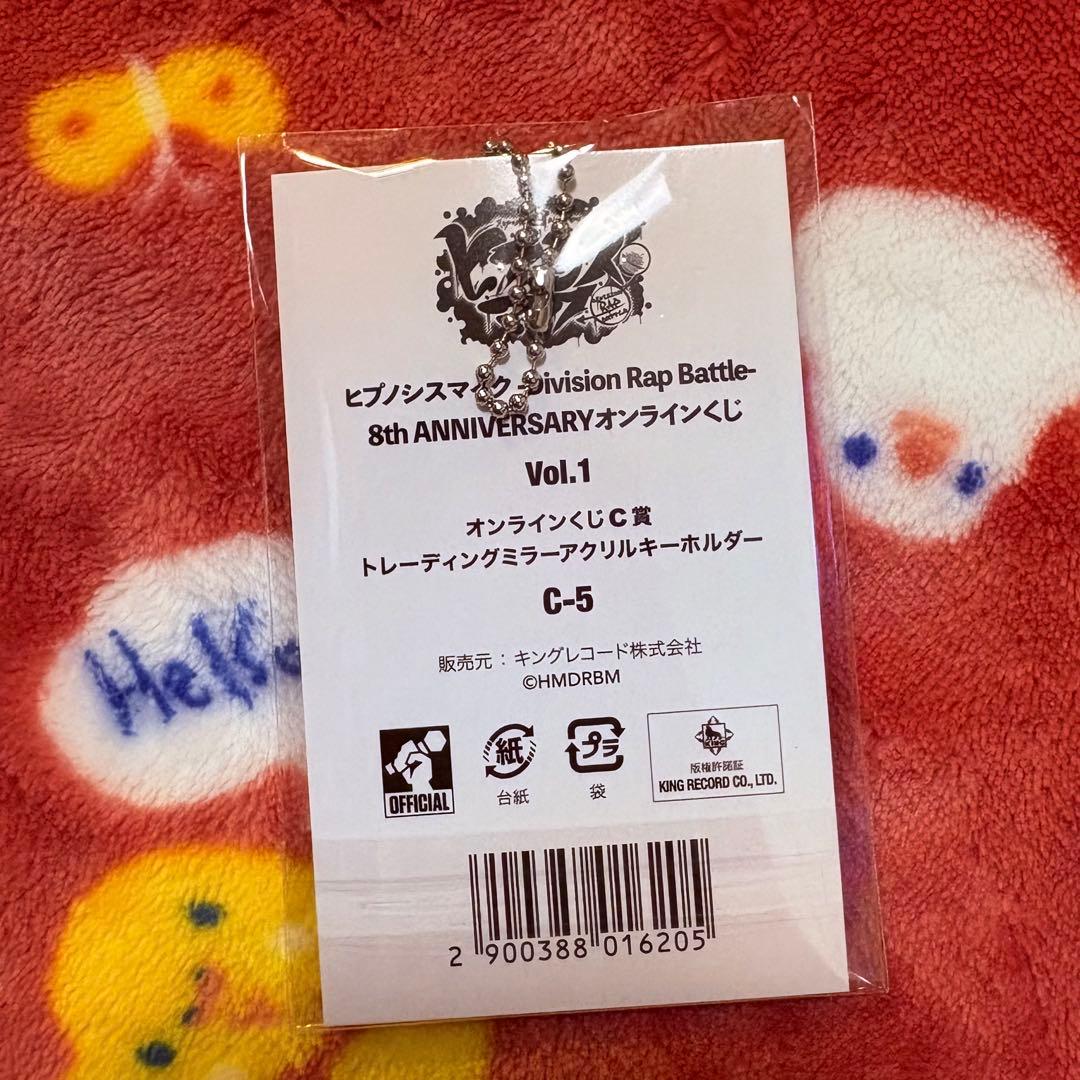 ヒプノシスマイク -Division Rap Battle-
8th ANNIVERSARYオンラインくじ
Vol.1
オンラインくじ C 賞
トレーディングミラーアクリルキーホルダー
C-5
販売元 : キングレコード株式会社
©HMDRBM
OFFICIAL
紙
台紙
プラ
袋
版権許諾証
KING RECORD CO., LTD.
2 900388 016205
RAP